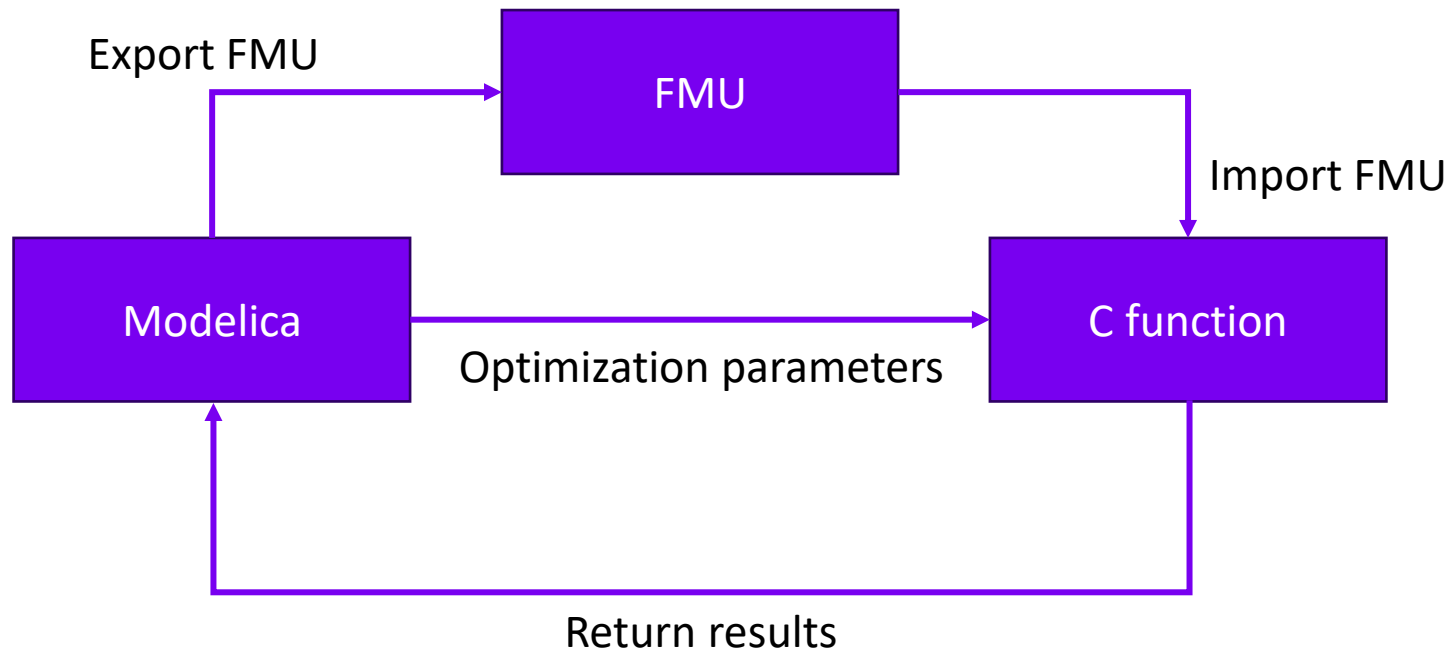 Export FMU
FMU
Import FMU
Modelica
C function
Optimization parameters
Return results